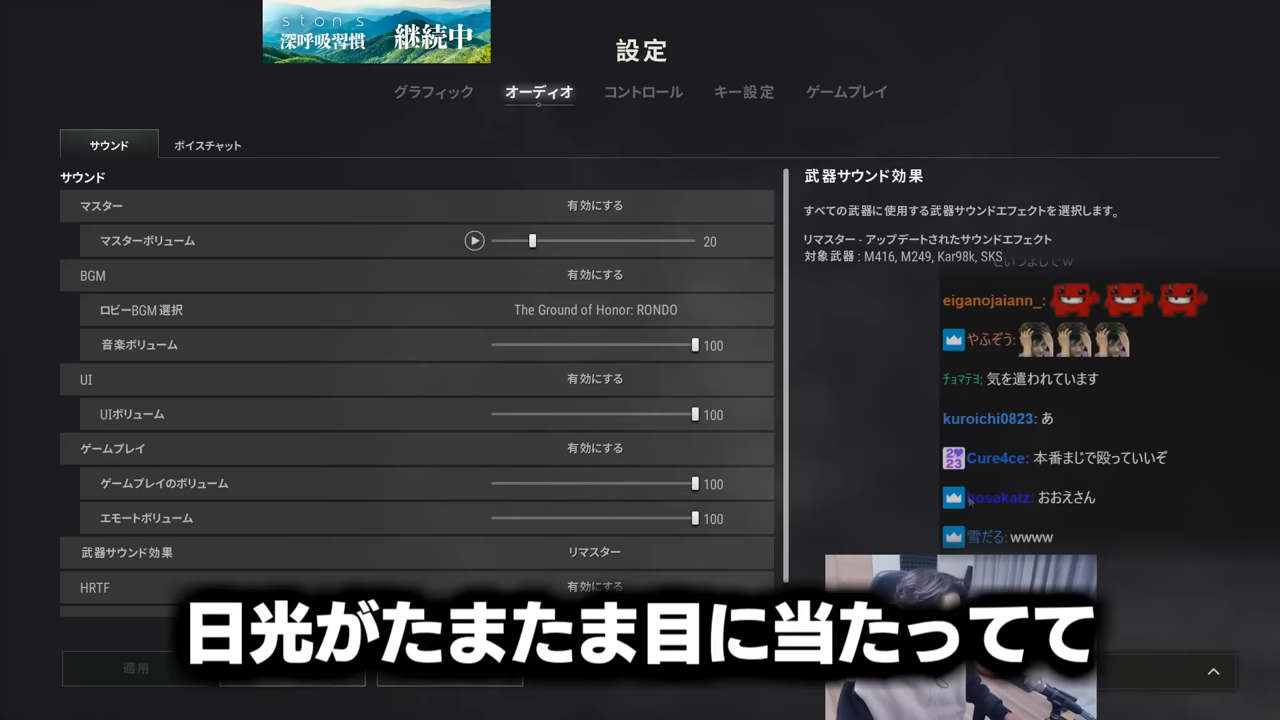 stons
深呼吸習慣
継続中
設定
グラフィック
オーディオ
コントロール
キー設定
ゲームプレイ
サウンド
ボイスチャット
サウンド
マスター 有効にする
マスターボリューム 20
BGM 有効にする
ロビーBGM選択 The Ground of Honor: RONDO
音楽ボリューム 100
UI 有効にする
UIボリューム 100
ゲームプレイ 有効にする
ゲームプレイのボリューム 100
エモートボリューム 100
武器サウンド効果 リマスター
HRTF 有効にする
適用
武器サウンド効果
すべての武器に使用する武器サウンドエフェクトを選択します。
リマスター - アップデートされたサウンドエフェクト
対象武器 : M416, M249, Kar98k, SKS
eiganojaiann_:
やふぞう:
ﾁｮﾏﾃﾖ: 気を遣われています
kuroichi0823: あ
2023 Cure4ce: 本番まじで殴っていいぞ
hosakatz: おおえさん
雪だる: wwww
日光がたまたま目に当たってて